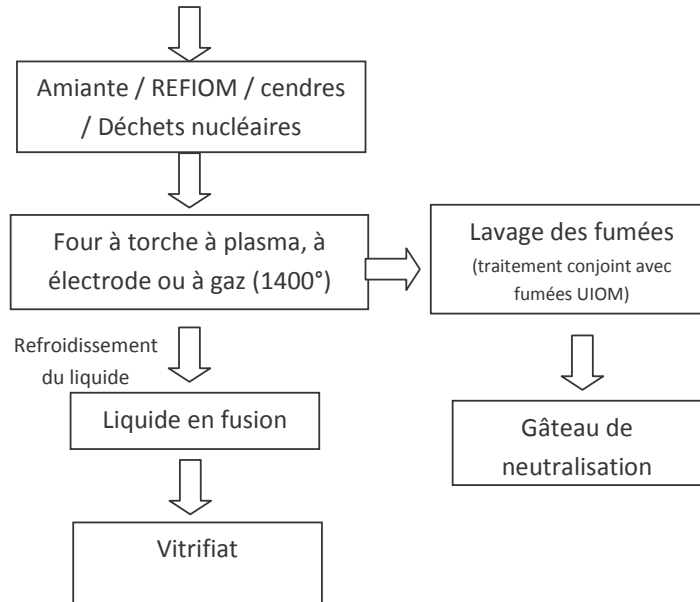 Amiante / REFIOM / cendres
/ Déchets nucléaires
Four à torche à plasma, à
électrode ou à gaz (1400°)
Lavage des fumées
(traitement conjoint avec
fumées UIOM)
Refroidissement
du liquide
Liquide en fusion
Gâteau de
neutralisation
Vitrifiat